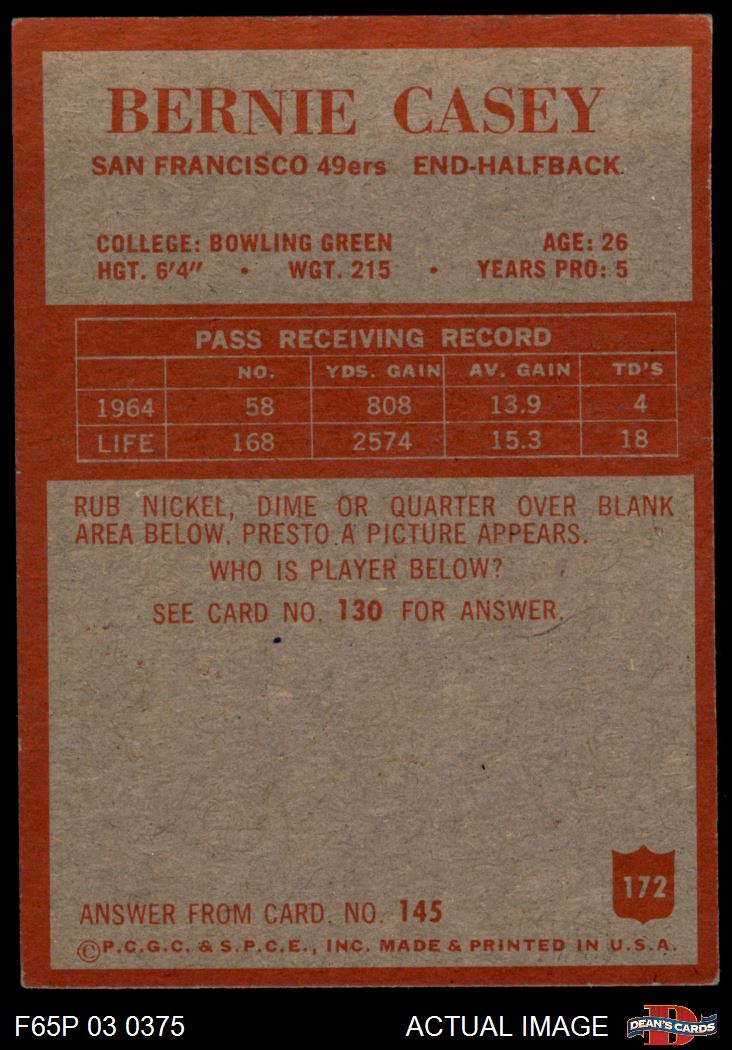 BERNIE CASEY
SAN FRANCISCO 49ers END-HALFBACK
COLLEGE: BOWLING GREEN AGE: 26
HGT. 6'4" • WGT. 215 • YEARS PRO: 5
PASS RECEIVING RECORD
NO. YDS. GAIN AV. GAIN TD'S
1964 58 808 13.9 4
LIFE 168 2574 15.3 18
RUB NICKEL, DIME OR QUARTER OVER BLANK
AREA BELOW. PRESTO A PICTURE APPEARS.
WHO IS PLAYER BELOW?
SEE CARD NO. 130 FOR ANSWER.
172
ANSWER FROM CARD. NO. 145
©P.C.G.C. & S.P.C.E., INC. MADE & PRINTED IN U.S.A.
F65P 03 0375 ACTUAL IMAGE D DEAN'S CARDS